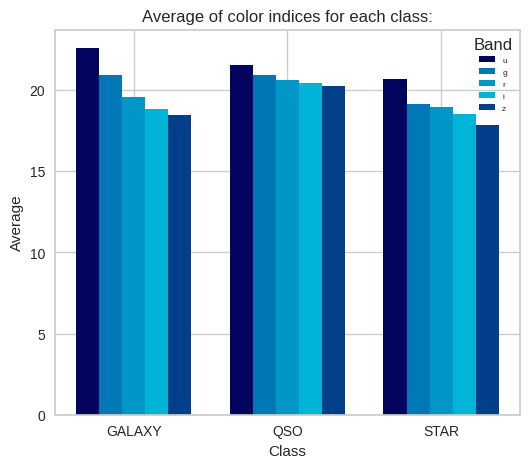 Average of color indices for each class:
Band
u
g
r
i
z
20
15
10
5
0
Average
GALAXY
QSO
STAR
Class